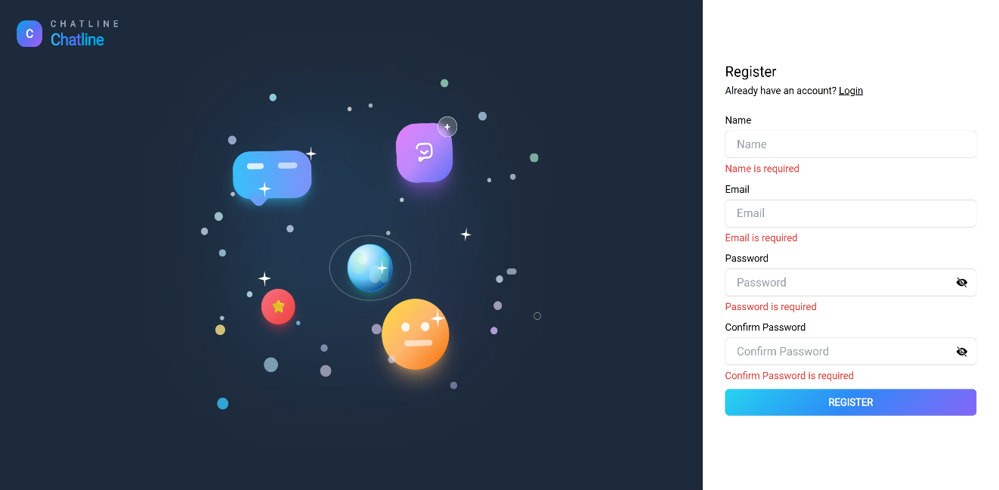 C
CHATLINE
Chatline
+
Register
Already have an account? Login
Name
Name
Name is required
Email
Email
Email is required
Password
Password
Password is required
Confirm Password
Confirm Password
Confirm Password is required
REGISTER